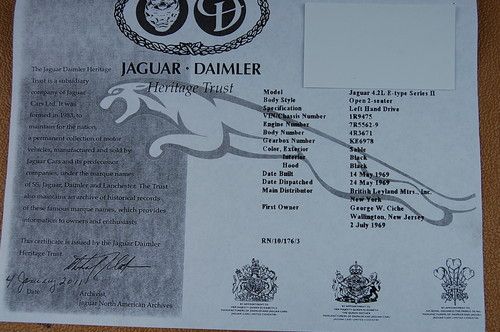 JAGUAR · DAIMLER
Heritage Trust
The Jaguar Daimler Heritage
Trust is a subsidiary
company of Jaguar
Cars Ltd. It was
formed in 1983, to
maintain for the nation,
a permanent collection of motor
vehicles, manufactured and sold by
Jaguar Cars and its predecessor
companies, under the marque names
of SS, Jaguar, Daimler and Lanchester. The Trust
also maintains an archive of historical records
of these famous marque names, which provides
information to owners and enthusiasts.
This certificate is issued by the Jaguar Daimler
Heritage Trust.
4 January 2011
Date
Archivist,
Jaguar North American Archives
Model Jaguar 4.2L E-type Series II
Body Style Open 2-seater
Specification Left Hand Drive
VIN/Chassis Number 1R9475
Engine Number 7R5562.9
Body Number 4R3671
Gearbox Number KE6978
Color, Exterior Sable
Interior Black
Hood Black
Date Built 14 May 1969
Date Dispatched 24 May 1969
Main Distributor British Leyland Mtrs., Inc.
New York
First Owner George W. Ciche
Wallington, New Jersey
2 July 1969
RN/10/176/3